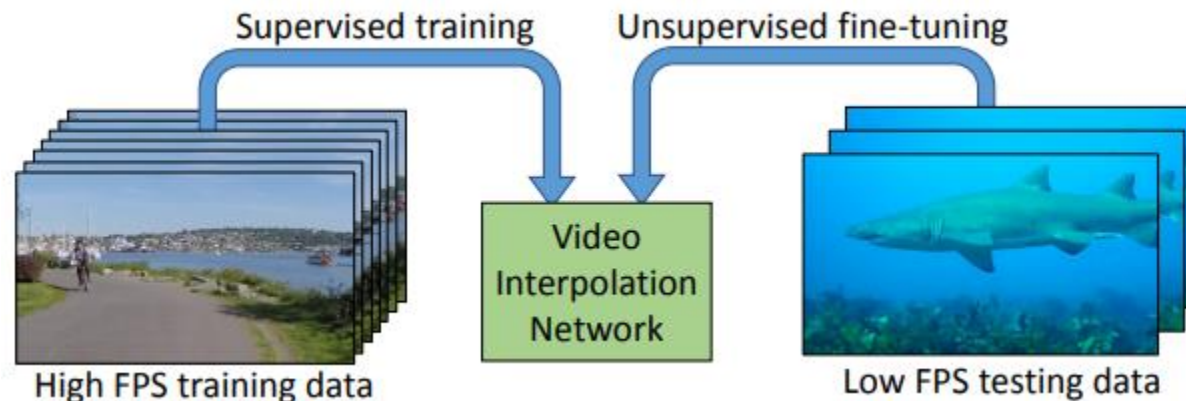 Supervised training
Unsupervised fine-tuning
Video
Interpolation
Network
High FPS training data
Low FPS testing data